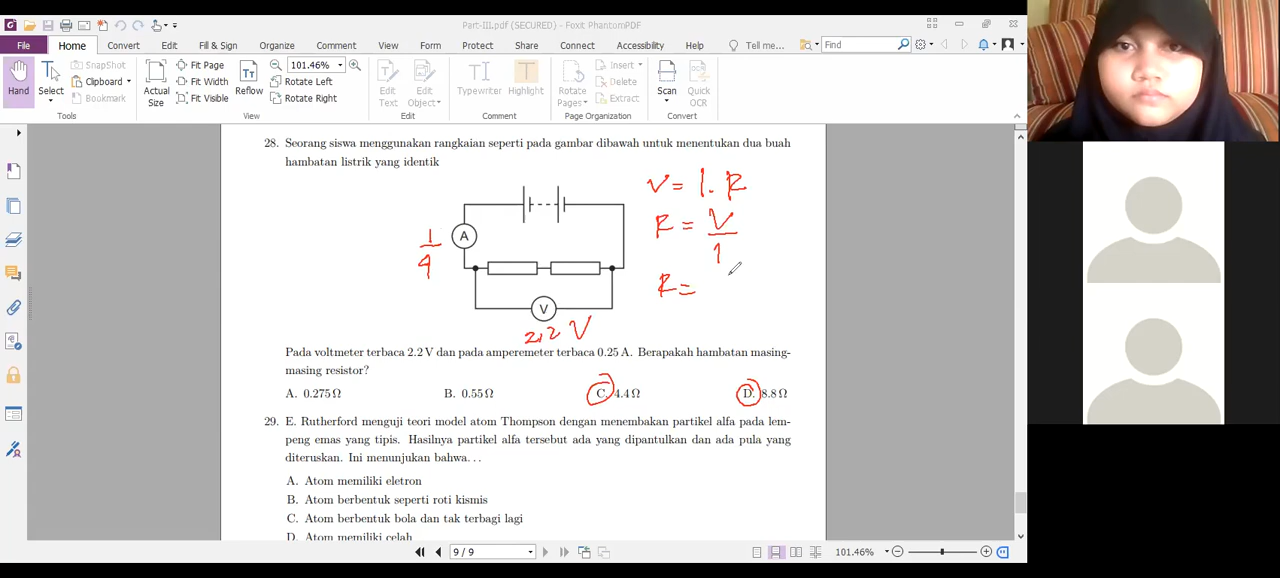 Part-III.pdf (SECURED) - Foxit PhantomPDF
File Home Convert Edit Fill & Sign Organize Comment View Form Protect Share Connect Accessibility Help Tell me... Find
Hand
Select
SnapShot
Clipboard
Bookmark
Actual Size
Fit Page
Fit Width
Fit Visible
Reflow
101.46%
Rotate Left
Rotate Right
Edit Text
Edit Object
Typewriter
Highlight
Rotate Pages
Insert
Delete
Extract
Scan
Quick OCR
Tools View Edit Comment Page Organization Convert
28. Seorang siswa menggunakan rangkaian seperti pada gambar dibawah untuk menentukan dua buah
hambatan listrik yang identik
V = I. R
R = V/I
R =
1/4
A
V
2,2 V
Pada voltmeter terbaca 2.2 V dan pada amperemeter terbaca 0.25 A. Berapakah hambatan masing-
masing resistor?
A. 0.275 Ω B. 0.55 Ω C. 4.4 Ω D. 8.8 Ω
29. E. Rutherford menguji teori model atom Thompson dengan menembakan partikel alfa pada lem-
peng emas yang tipis. Hasilnya partikel alfa tersebut ada yang dipantulkan dan ada pula yang
diteruskan. Ini menunjukan bahwa. . .
A. Atom memiliki eletron
B. Atom berbentuk seperti roti kismis
C. Atom berbentuk bola dan tak terbagi lagi
D. Atom memiliki celah
9 / 9
101.46%